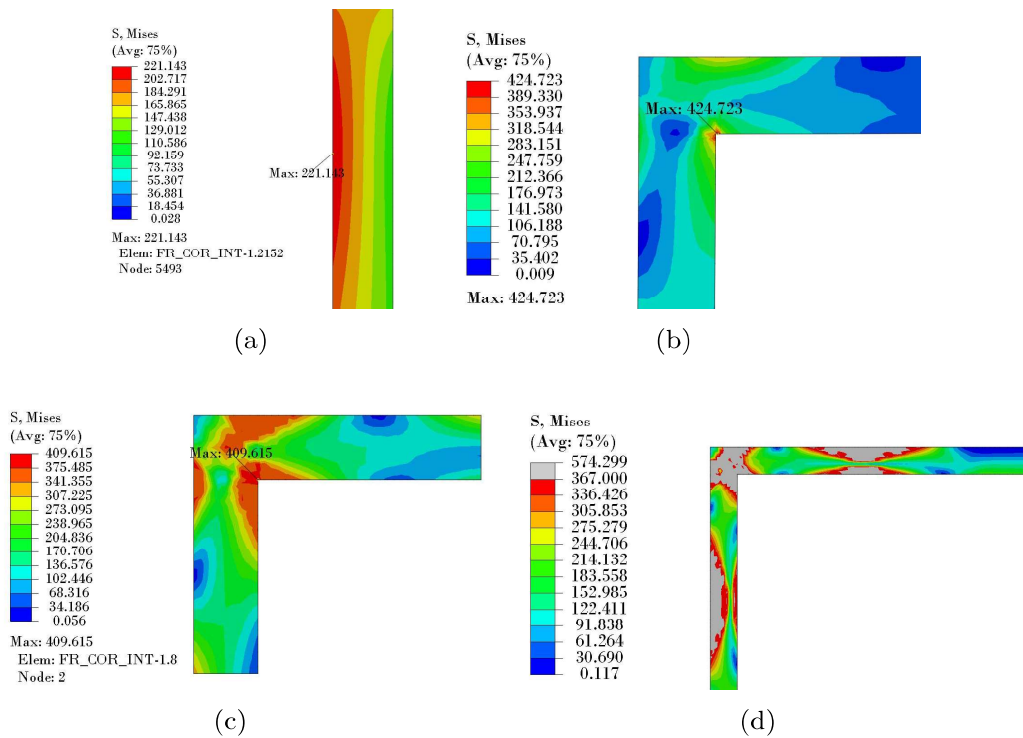 S, Mises
(Avg: 75%)
221.143
202.717
184.291
165.865
147.438
129.012
110.586
92.159
73.733
55.307
36.881
18.454
0.028
Max: 221.143
Elem: FR_COR_INT-1.2152
Node: 5493
Max: 221.143
(a)
S, Mises
(Avg: 75%)
424.723
389.330
353.937
318.544
283.151
247.759
212.366
176.973
141.580
106.188
70.795
35.402
0.009
Max: 424.723
Max: 424.723
(b)
S, Mises
(Avg: 75%)
409.615
375.485
341.355
307.225
273.095
238.965
204.836
170.706
136.576
102.446
68.316
34.186
0.056
Max: 409.615
Elem: FR_COR_INT-1.8
Node: 2
Max: 409.615
(c)
S, Mises
(Avg: 75%)
574.299
367.000
336.426
305.853
275.279
244.706
214.132
183.558
152.985
122.411
91.838
61.264
30.690
0.117
(d)